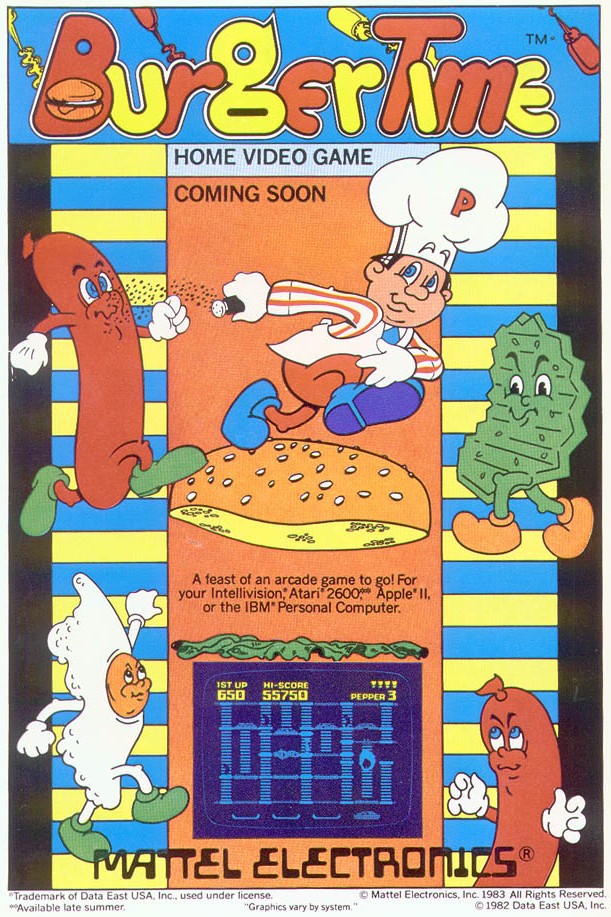 BurgerTime TM°
P
HOME VIDEO GAME
COMING SOON
A feast of an arcade game to go! For
your Intellivision,® Atari® 2600,°° Apple® II,
or the IBM® Personal Computer.
1ST UP HI-SCORE
650 55750 PEPPER 3
MATTEL ELECTRONICS®
°Trademark of Data East USA, Inc., used under license. © Mattel Electronics, Inc. 1983 All Rights Reserved.
°°Available late summer. "Graphics vary by system." © 1982 Data East USA, Inc.